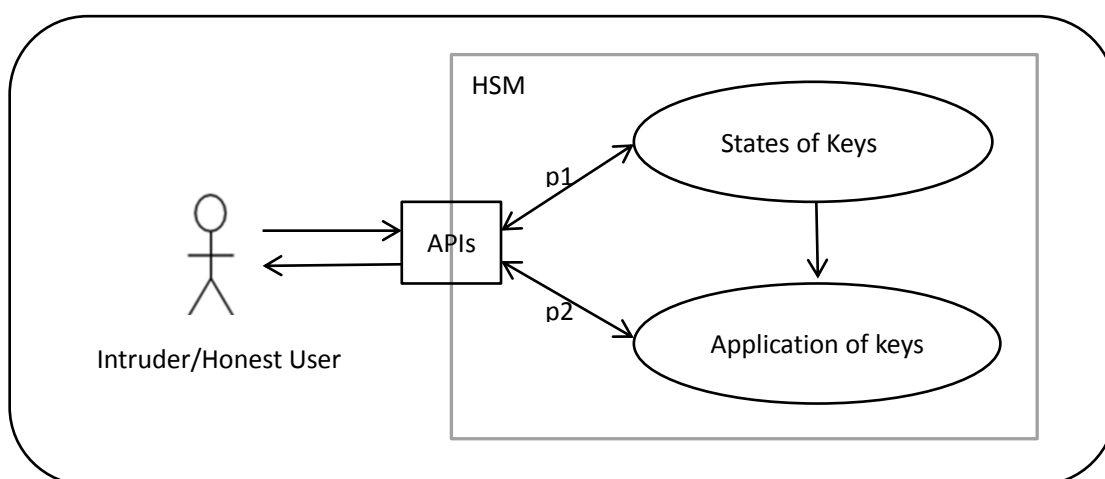 HSM
States of Keys
p1
APIs
p2
Application of keys
Intruder/Honest User